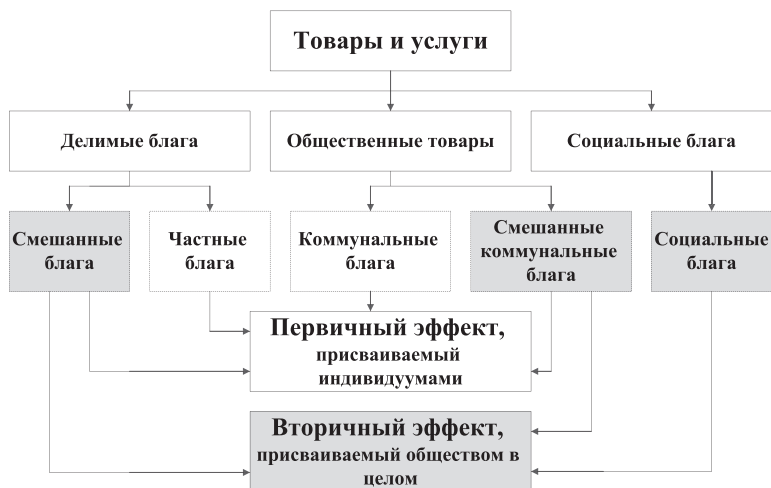 Товары и услуги
Делимые блага
Общественные товары
Социальные блага
Смешанные
блага
Частные
блага
Коммунальные
блага
Смешанные
коммунальные
блага
Социальные
блага
Первичный эффект,
присваиваемый
индивидуумами
Вторичный эффект,
присваиваемый обществом в
целом